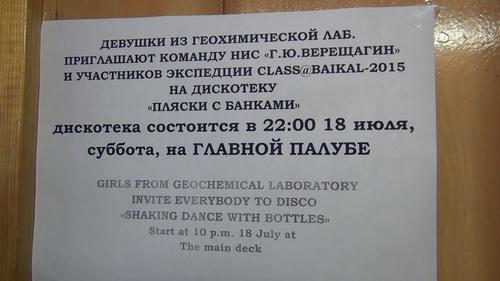 ДЕВУШКИ ИЗ ГЕОХИМИЧЕСКОЙ ЛАБ.
ПРИГЛАШАЮТ КОМАНДУ НИС «Г.Ю.ВЕРЕЩАГИН»
И УЧАСТНИКОВ ЭКСПЕДЦИИ CLASS@BAIKAL-2015
НА ДИСКОТЕКУ
«ПЛЯСКИ С БАНКАМИ»
дискотека состоится в 22:00 18 июля,
суббота, на ГЛАВНОЙ ПАЛУБЕ
GIRLS FROM GEOCHEMICAL LABORATORY
INVITE EVERYBODY TO DISCO
«SHAKING DANCE WITH BOTTLES»
Start at 10 p.m. 18 July at
The main deck